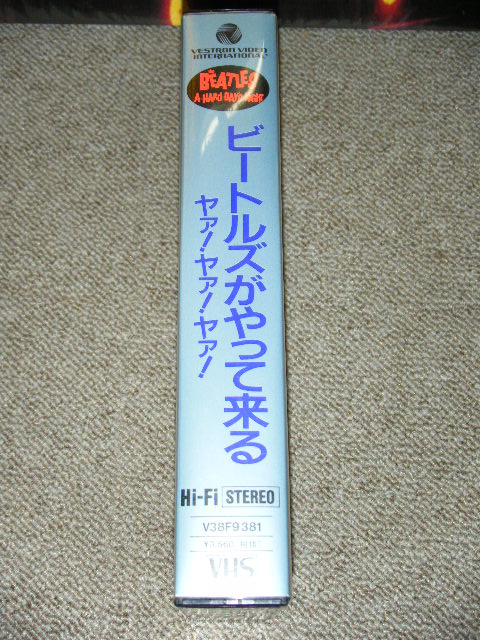 VESTRON VIDEO
INTERNATIONAL
THE
BEATLES
A HARD DAY'S NIGHT
ビートルズがやって来る
ヤァ!ヤァ!ヤァ!
Hi-Fi STEREO
V38F9381
VHS